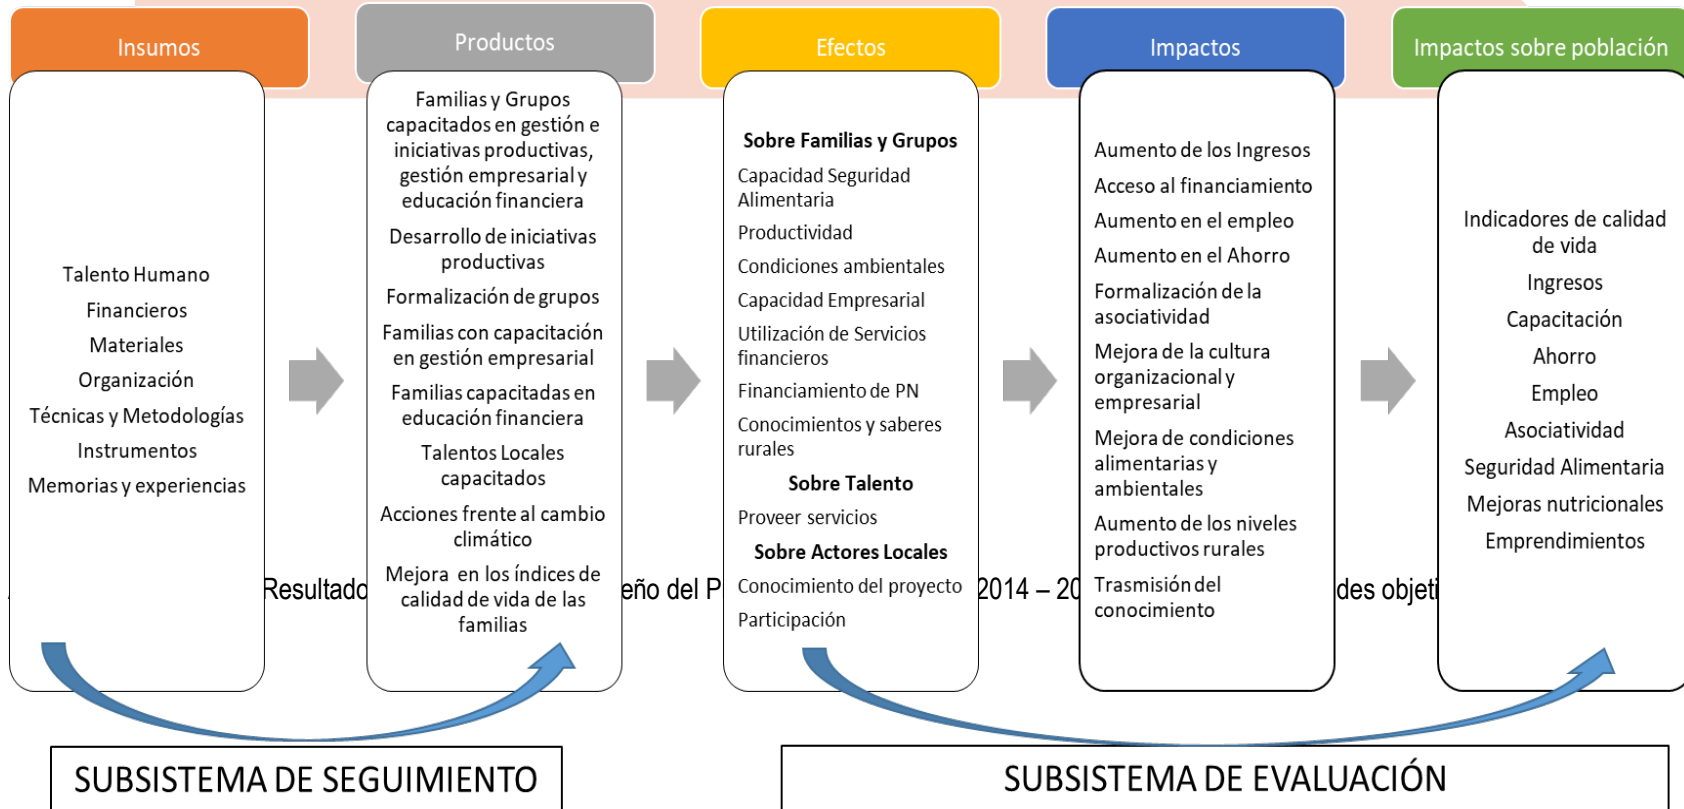 Insumos
Talento Humano
Financieros
Materiales
Organización
Técnicas y Metodologías
Instrumentos
Memorias y experiencias
Productos
Familias y Grupos
capacitados en gestión e
iniciativas productivas,
gestión empresarial y
educación financiera
Desarrollo de iniciativas
productivas
Formalización de grupos
Familias con capacitación
en gestión empresarial
Familias capacitadas en
educación financiera
Talentos Locales
capacitados
Acciones frente al cambio
climático
Mejora en los índices de
calidad de vida de las
familias
Efectos
Sobre Familias y Grupos
Capacidad Seguridad
Alimentaria
Productividad
Condiciones ambientales
Capacidad Empresarial
Utilización de Servicios
financieros
Financiamiento de PN
Conocimientos y saberes
rurales
Sobre Talento
Proveer servicios
Sobre Actores Locales
Conocimiento del proyecto
Participación
Impactos
Aumento de los Ingresos
Acceso al financiamiento
Aumento en el empleo
Aumento en el Ahorro
Formalización de la
asociatividad
Mejora de la cultura
organizacional y
empresarial
Mejora de condiciones
alimentarias y
ambientales
Aumento de los niveles
productivos rurales
Trasmisión del
conocimiento
Impactos sobre población
Indicadores de calidad
de vida
Ingresos
Capacitación
Ahorro
Empleo
Asociatividad
Seguridad Alimentaria
Mejoras nutricionales
Emprendimientos
Resultado eño del P 2014 – 20 des objeti
SUBSISTEMA DE SEGUIMIENTO
SUBSISTEMA DE EVALUACIÓN